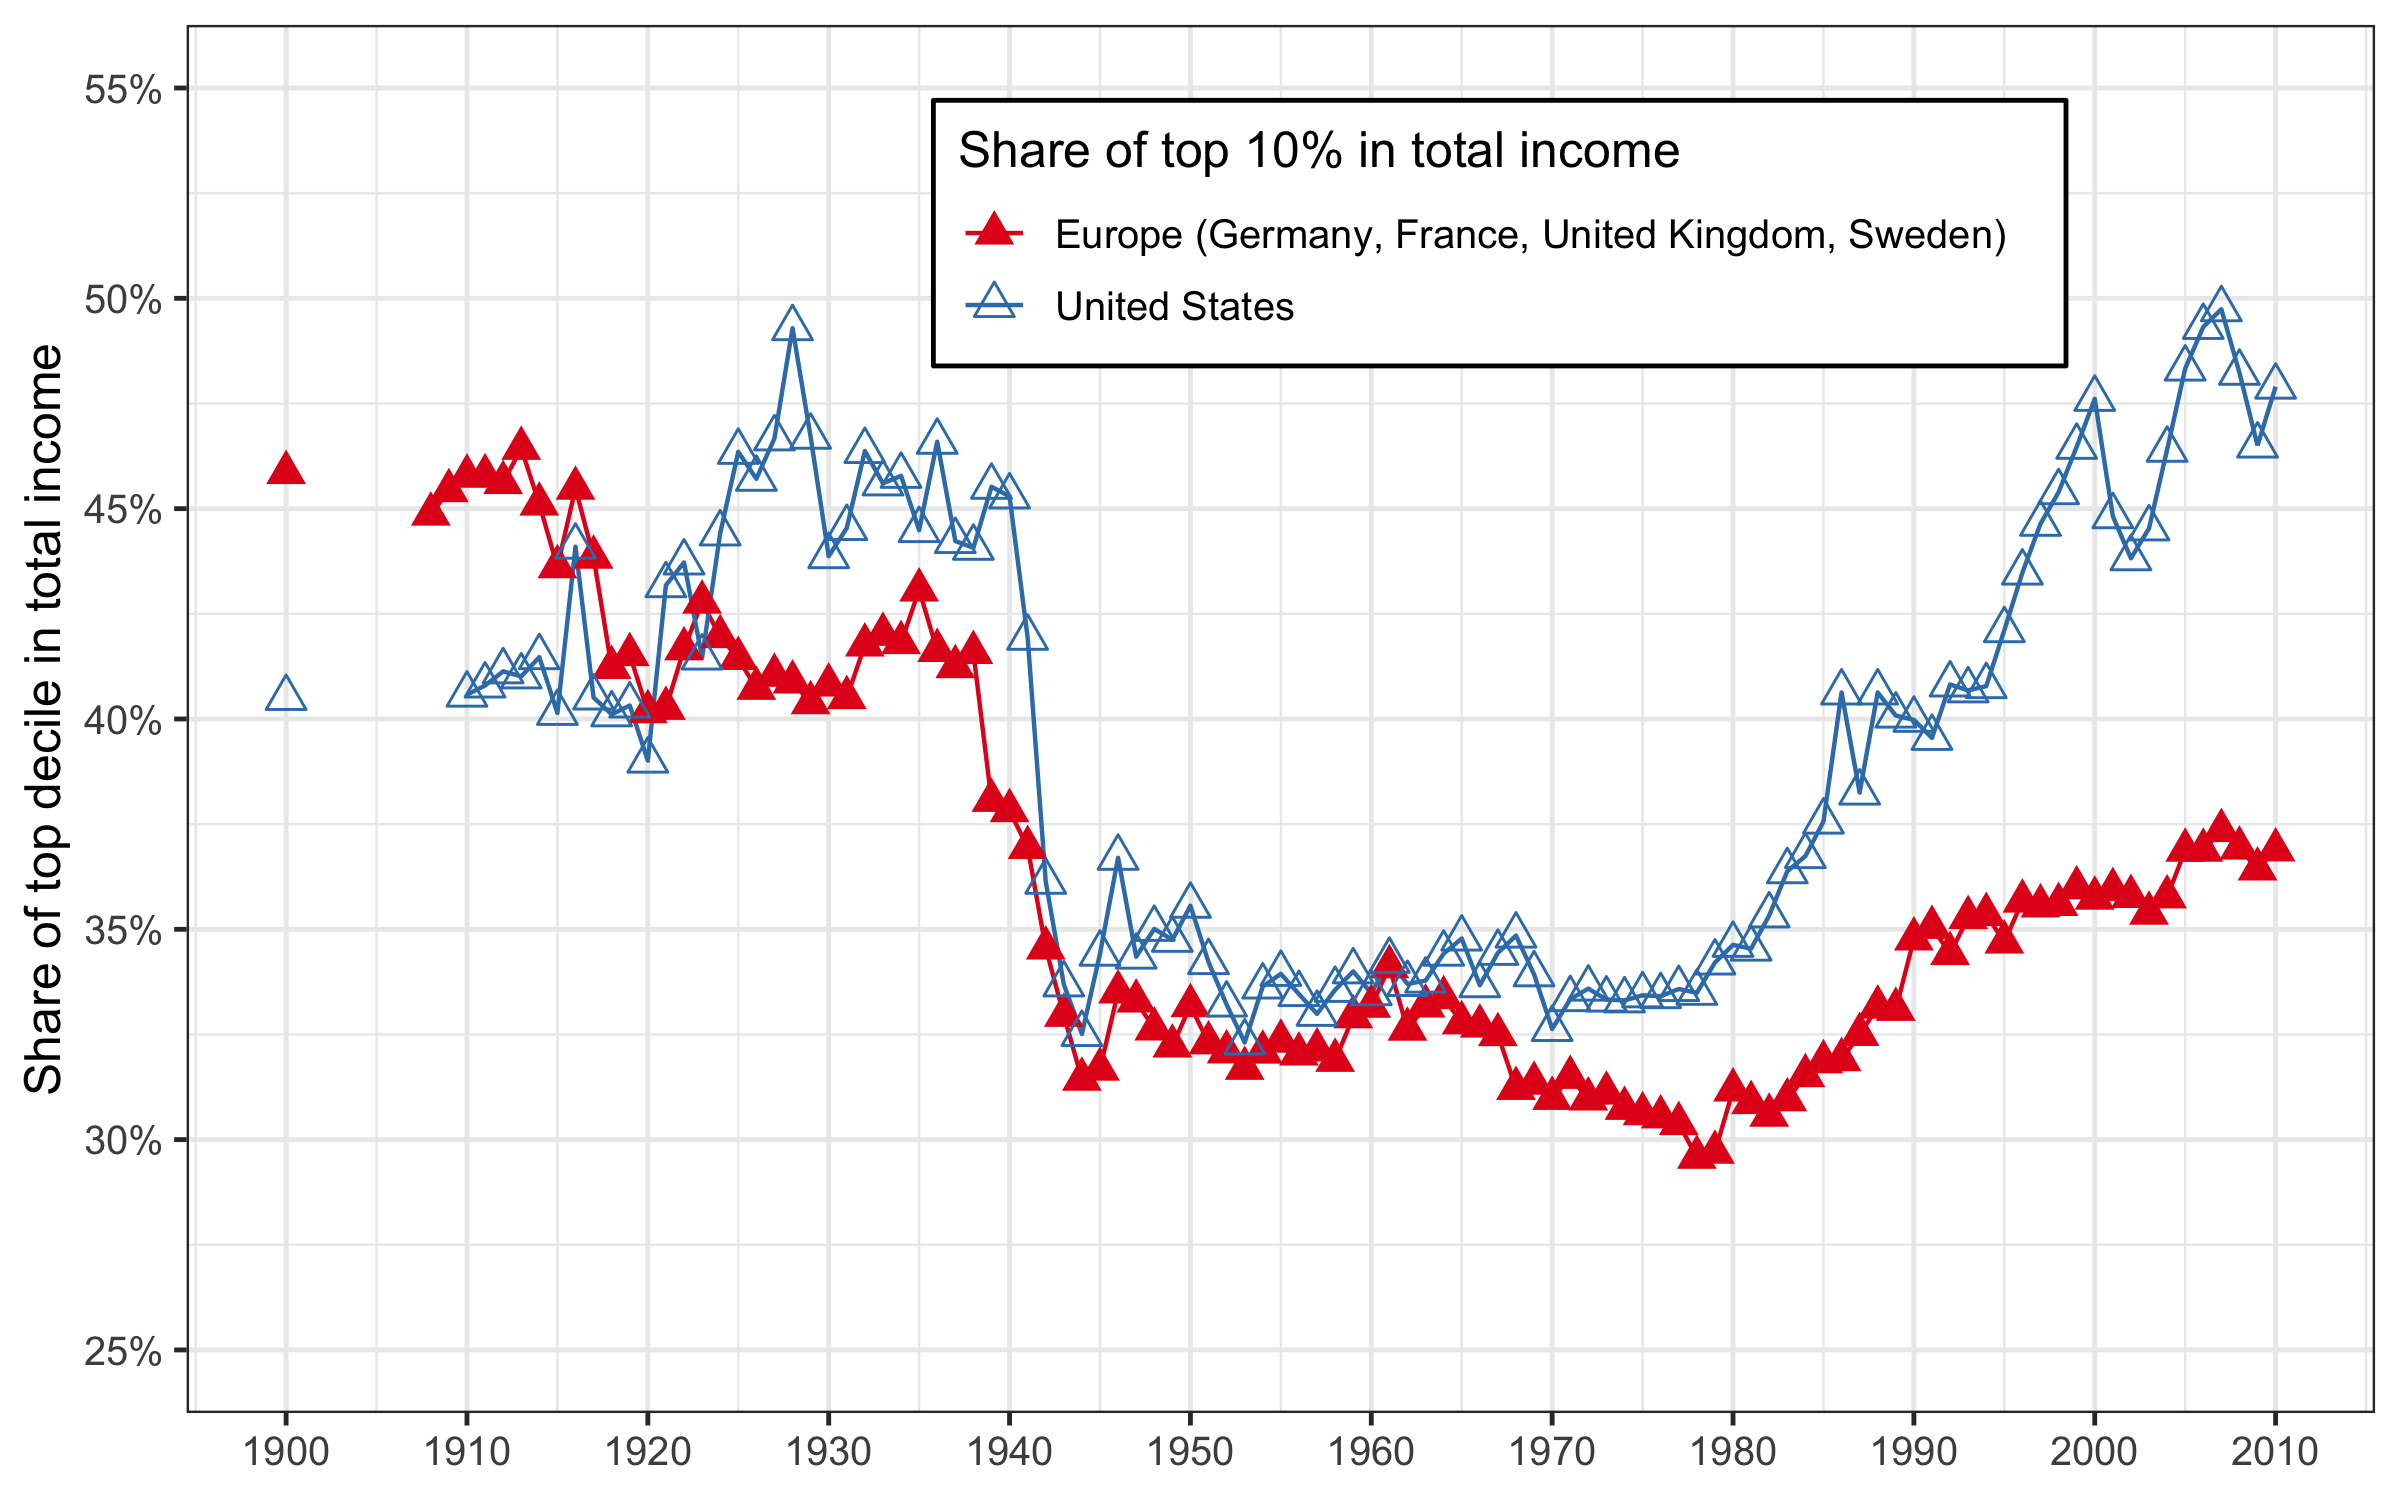 Share of top decile in total income
55%
50%
45%
40%
35%
30%
25%
Share of top 10% in total income
Europe (Germany, France, United Kingdom, Sweden)
United States
1900 1910 1920 1930 1940 1950 1960 1970 1980 1990 2000 2010